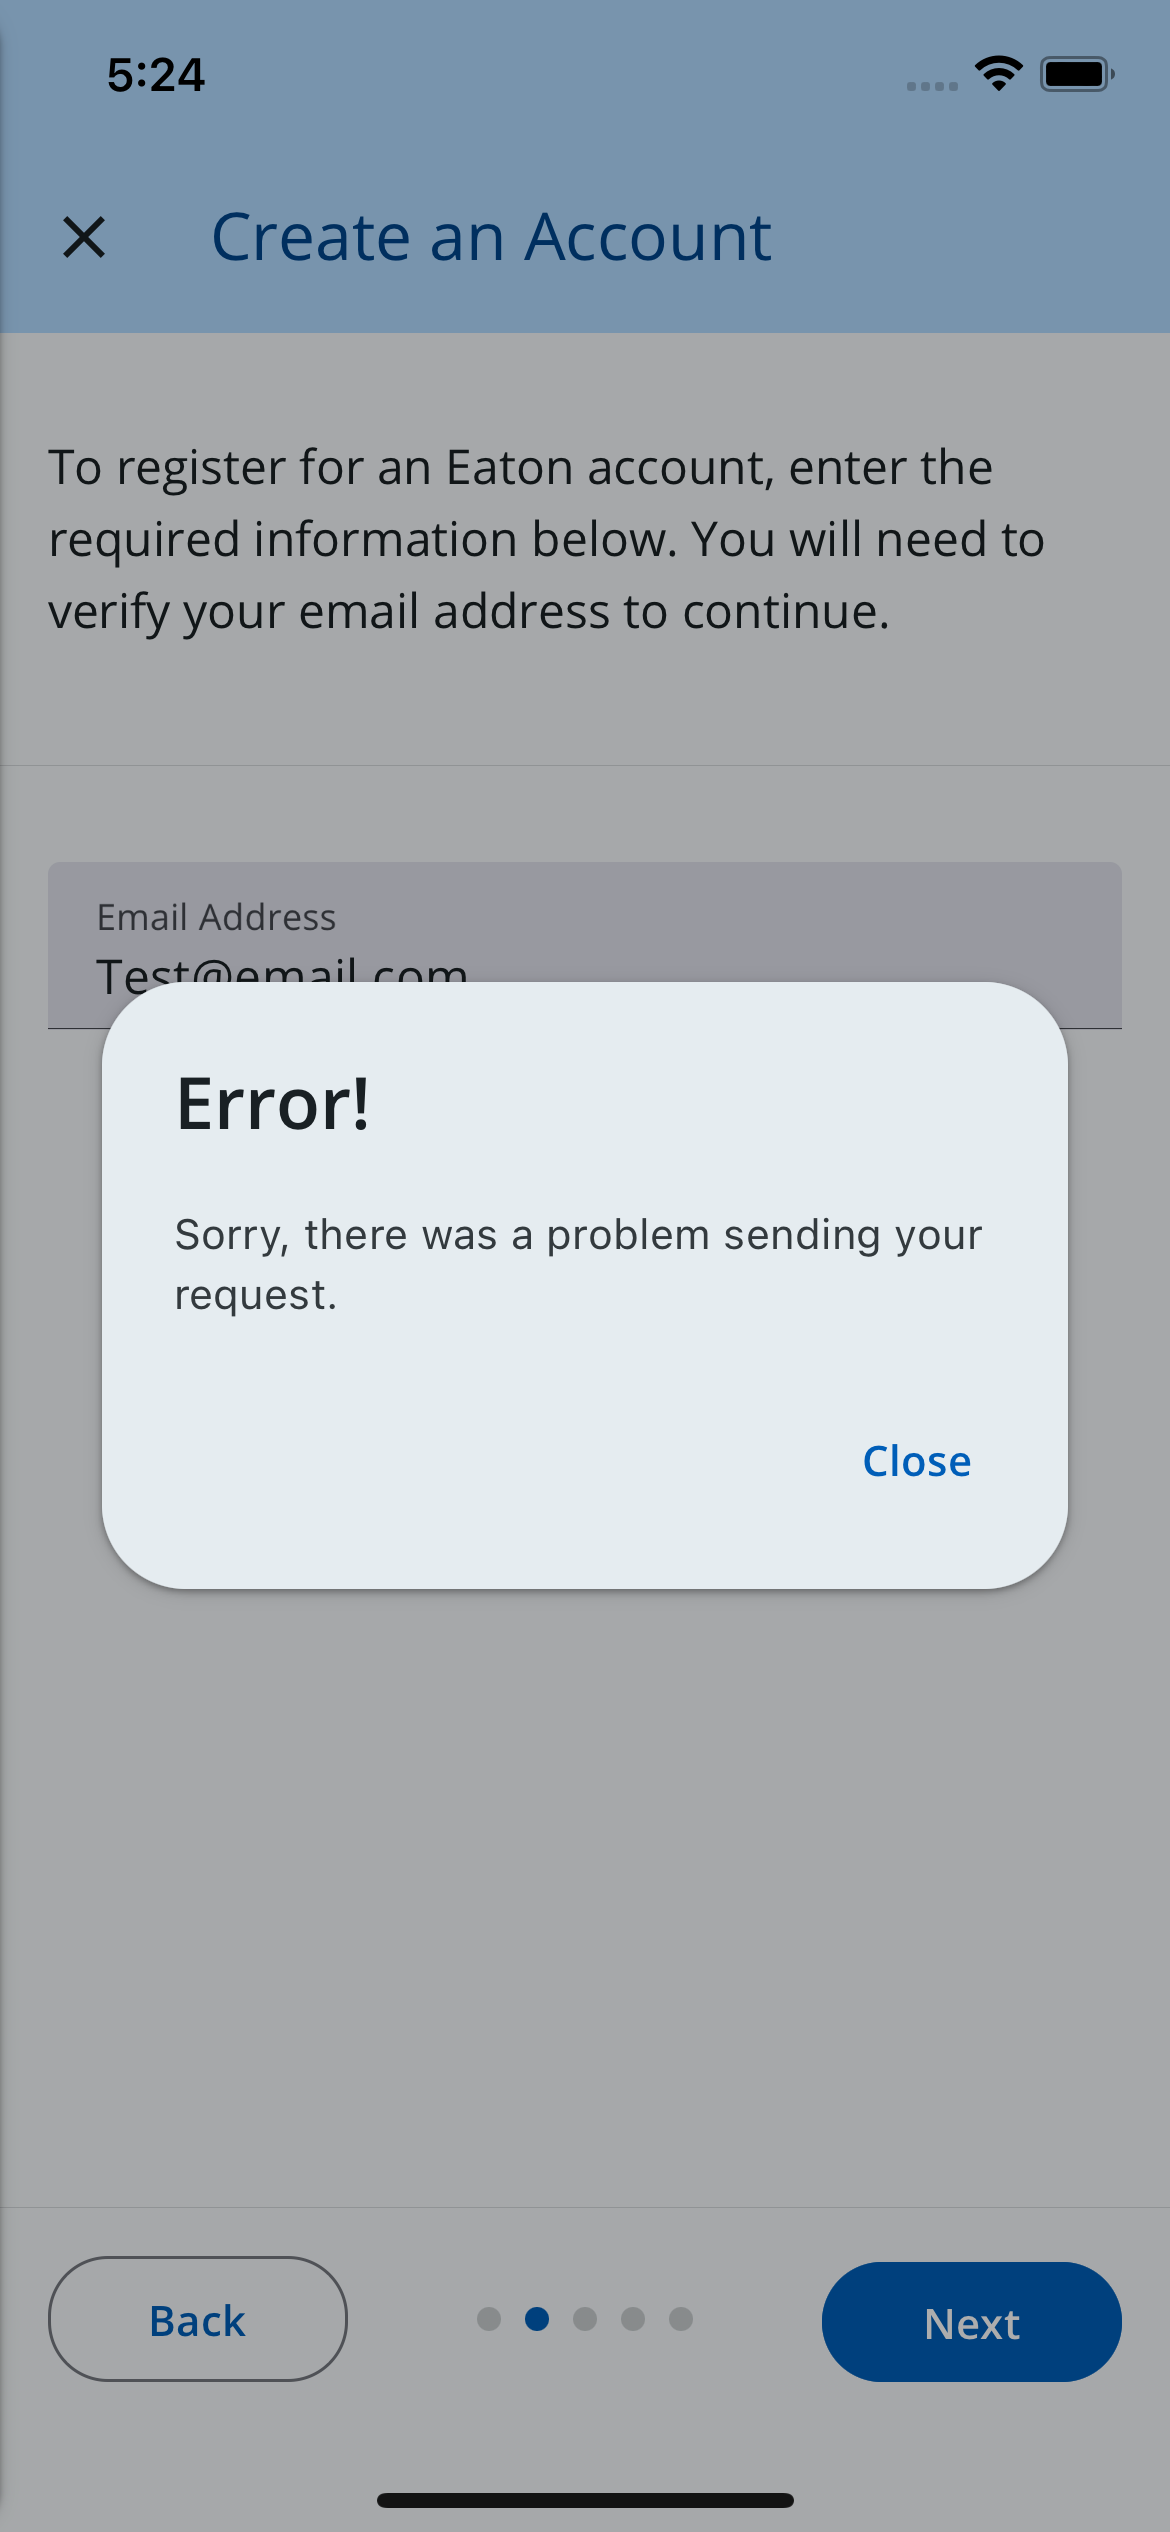 5:24
Create an Account
To register for an Eaton account, enter the
required information below. You will need to
verify your email address to continue.
Email Address
Test@email.com
Error!
Sorry, there was a problem sending your
request.
Close
Back
Next